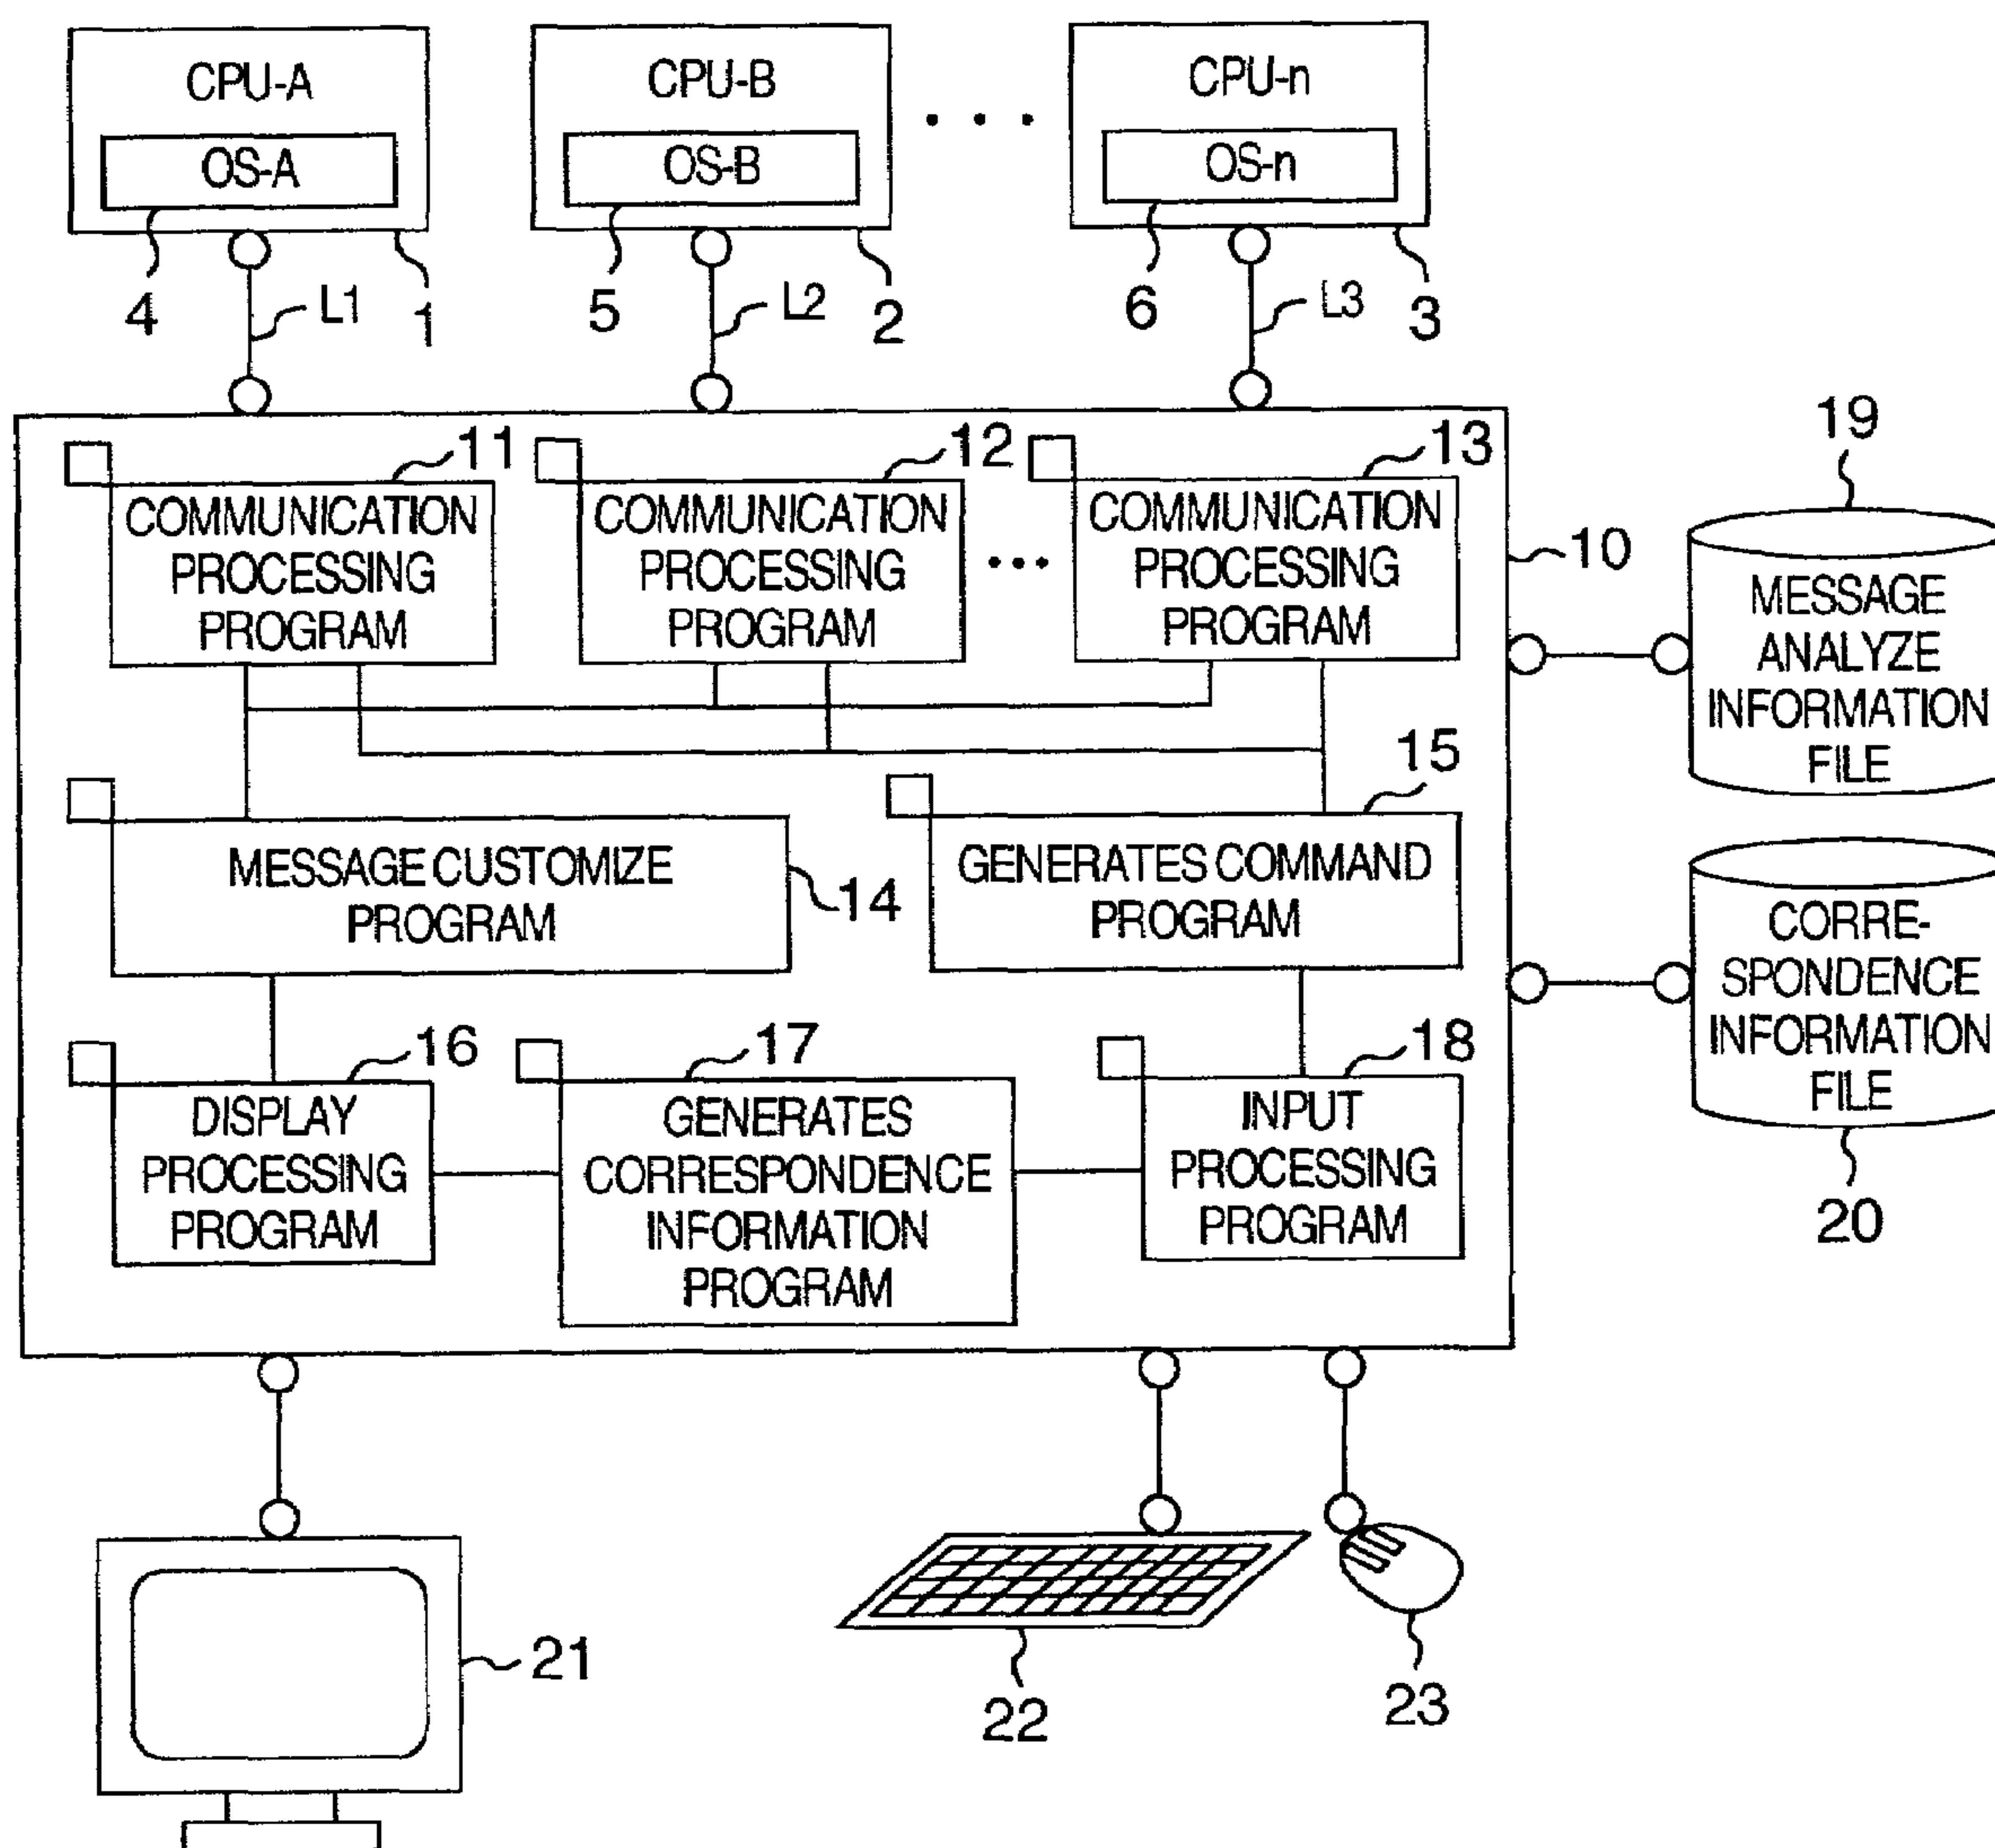 CPU-A
OS-A
4
L1
1
CPU-B
OS-B
5
L2
2
CPU-n
OS-n
6
L3
3
11
COMMUNICATION
PROCESSING
PROGRAM
12
COMMUNICATION
PROCESSING
PROGRAM
13
COMMUNICATION
PROCESSING
PROGRAM
10
19
MESSAGE
ANALYZE
INFORMATION
FILE
MESSAGE CUSTOMIZE
PROGRAM
14
15
GENERATES COMMAND
PROGRAM
CORRE-
SPONDENCE
INFORMATION
FILE
20
16
DISPLAY
PROCESSING
PROGRAM
17
GENERATES
CORRESPONDENCE
INFORMATION
PROGRAM
18
INPUT
PROCESSING
PROGRAM
21
22
23